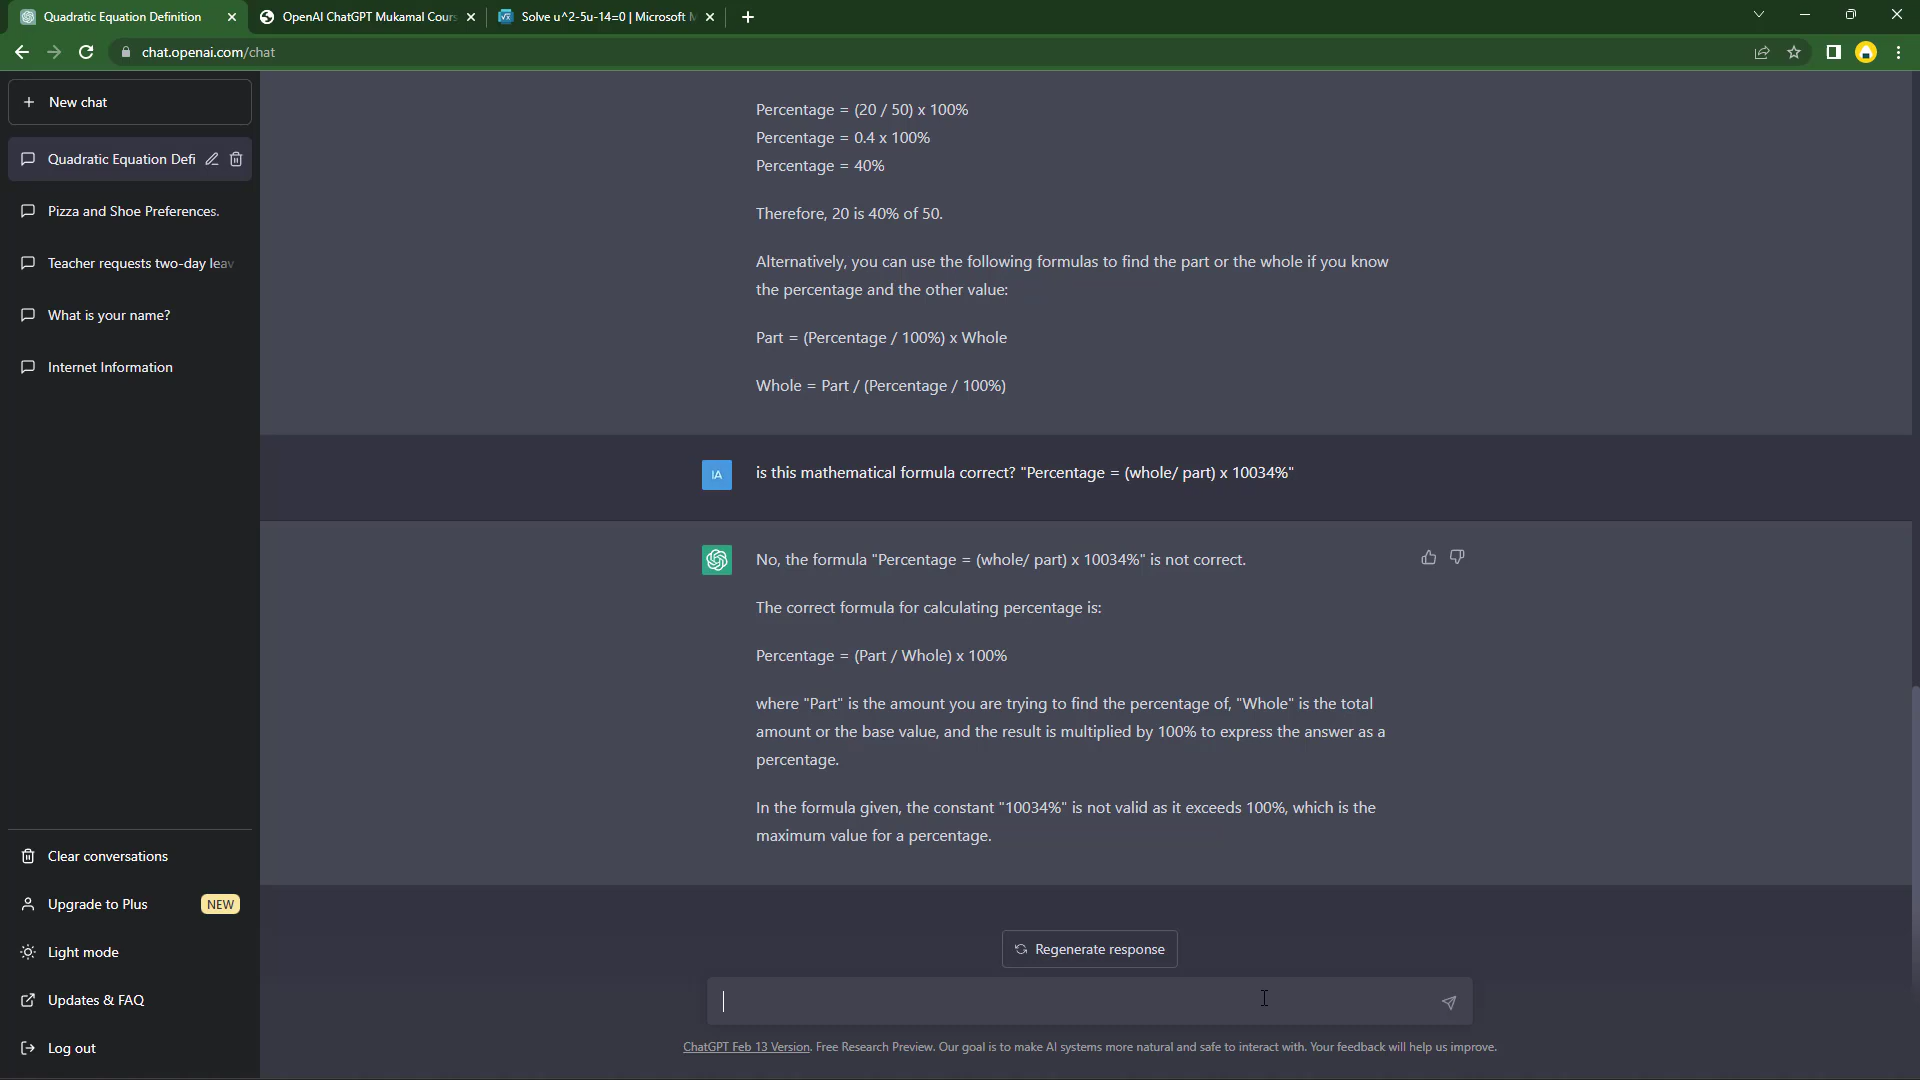 Quadratic Equation Definition
OpenAI ChatGPT Mukamal Cours
Solve u^2-5u-14=0 | Microsoft M
chat.openai.com/chat
New chat
Quadratic Equation Defi
Pizza and Shoe Preferences.
Teacher requests two-day leav
What is your name?
Internet Information
Clear conversations
Upgrade to Plus NEW
Light mode
Updates & FAQ
Log out
Percentage = (20 / 50) x 100%
Percentage = 0.4 x 100%
Percentage = 40%
Therefore, 20 is 40% of 50.
Alternatively, you can use the following formulas to find the part or the whole if you know
the percentage and the other value:
Part = (Percentage / 100%) x Whole
Whole = Part / (Percentage / 100%)
IA
is this mathematical formula correct? "Percentage = (whole/ part) x 10034%"
No, the formula "Percentage = (whole/ part) x 10034%" is not correct.
The correct formula for calculating percentage is:
Percentage = (Part / Whole) x 100%
where "Part" is the amount you are trying to find the percentage of, "Whole" is the total
amount or the base value, and the result is multiplied by 100% to express the answer as a
percentage.
In the formula given, the constant "10034%" is not valid as it exceeds 100%, which is the
maximum value for a percentage.
Regenerate response
ChatGPT Feb 13 Version. Free Research Preview. Our goal is to make AI systems more natural and safe to interact with. Your feedback will help us improve.